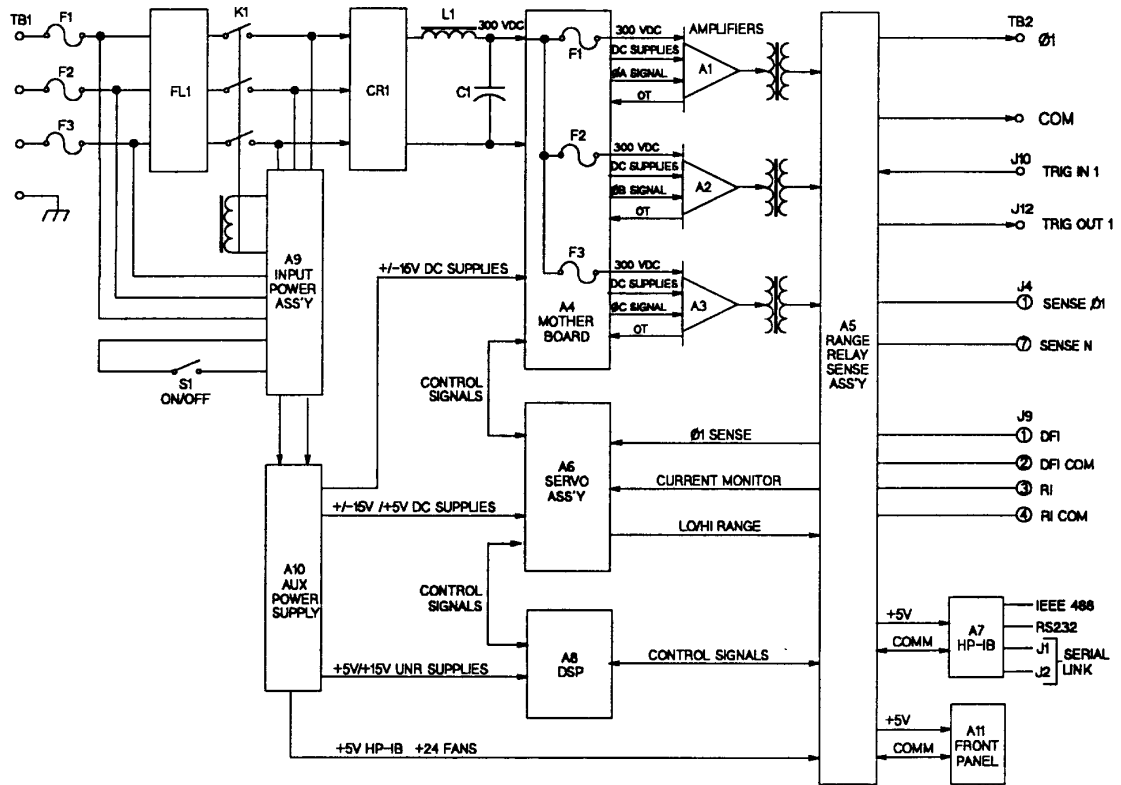 TB1
F1
F2
F3
FL1
K1
CR1
L1
300 VDC
C1
A9
INPUT
POWER
ASS'Y
S1
ON/OFF
A10
AUX
POWER
SUPPLY
F1
F2
F3
A4
MOTHER
BOARD
AMPLIFIERS
300 VDC
DC SUPPLIES
ØA SIGNAL
OT
A1
300 VDC
DC SUPPLIES
ØB SIGNAL
OT
A2
300 VDC
DC SUPPLIES
ØC SIGNAL
OT
A3
+/-15V DC SUPPLIES
CONTROL
SIGNALS
A6
SERVO
ASS'Y
+/-15V /+5V DC SUPPLIES
CONTROL
SIGNALS
A8
DSP
+5V/+15V UNR SUPPLIES
+5V HP-IB +24 FANS
Ø1 SENSE
CURRENT MONITOR
LO/HI RANGE
CONTROL SIGNALS
A5
RANGE
RELAY
SENSE
ASS'Y
TB2
Ø1
COM
J10
TRIG IN 1
J12
TRIG OUT 1
J4
1 SENSE Ø1
7 SENSE N
J9
1 DFI
2 DFI COM
3 RI
4 RI COM
+5V
COMM
A7
HP-IB
IEEE 488
RS232
J1
J2
SERIAL
LINK
+5V
COMM
A11
FRONT
PANEL